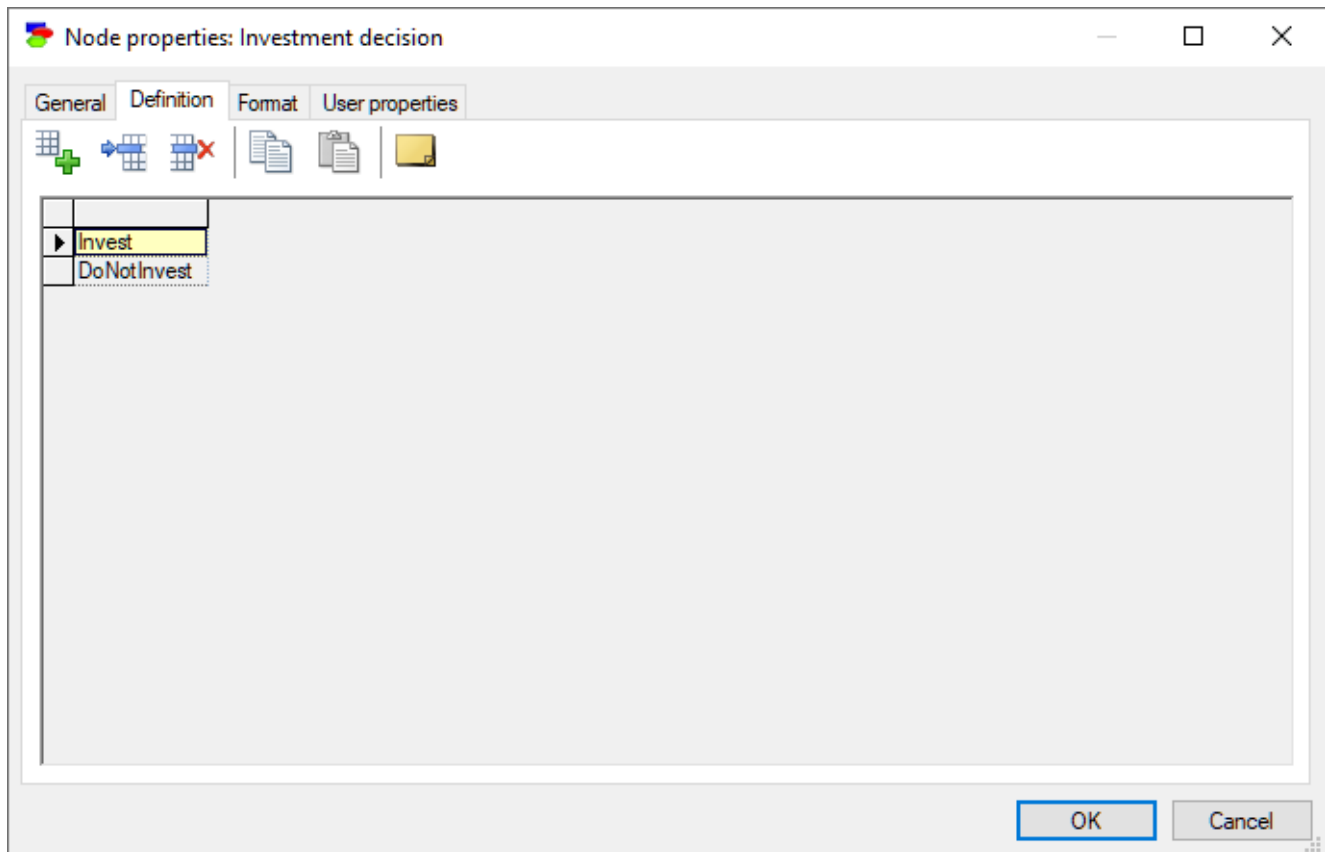 Node properties: Investment decision
General Definition Format User properties
Invest
DoNotInvest
OK Cancel